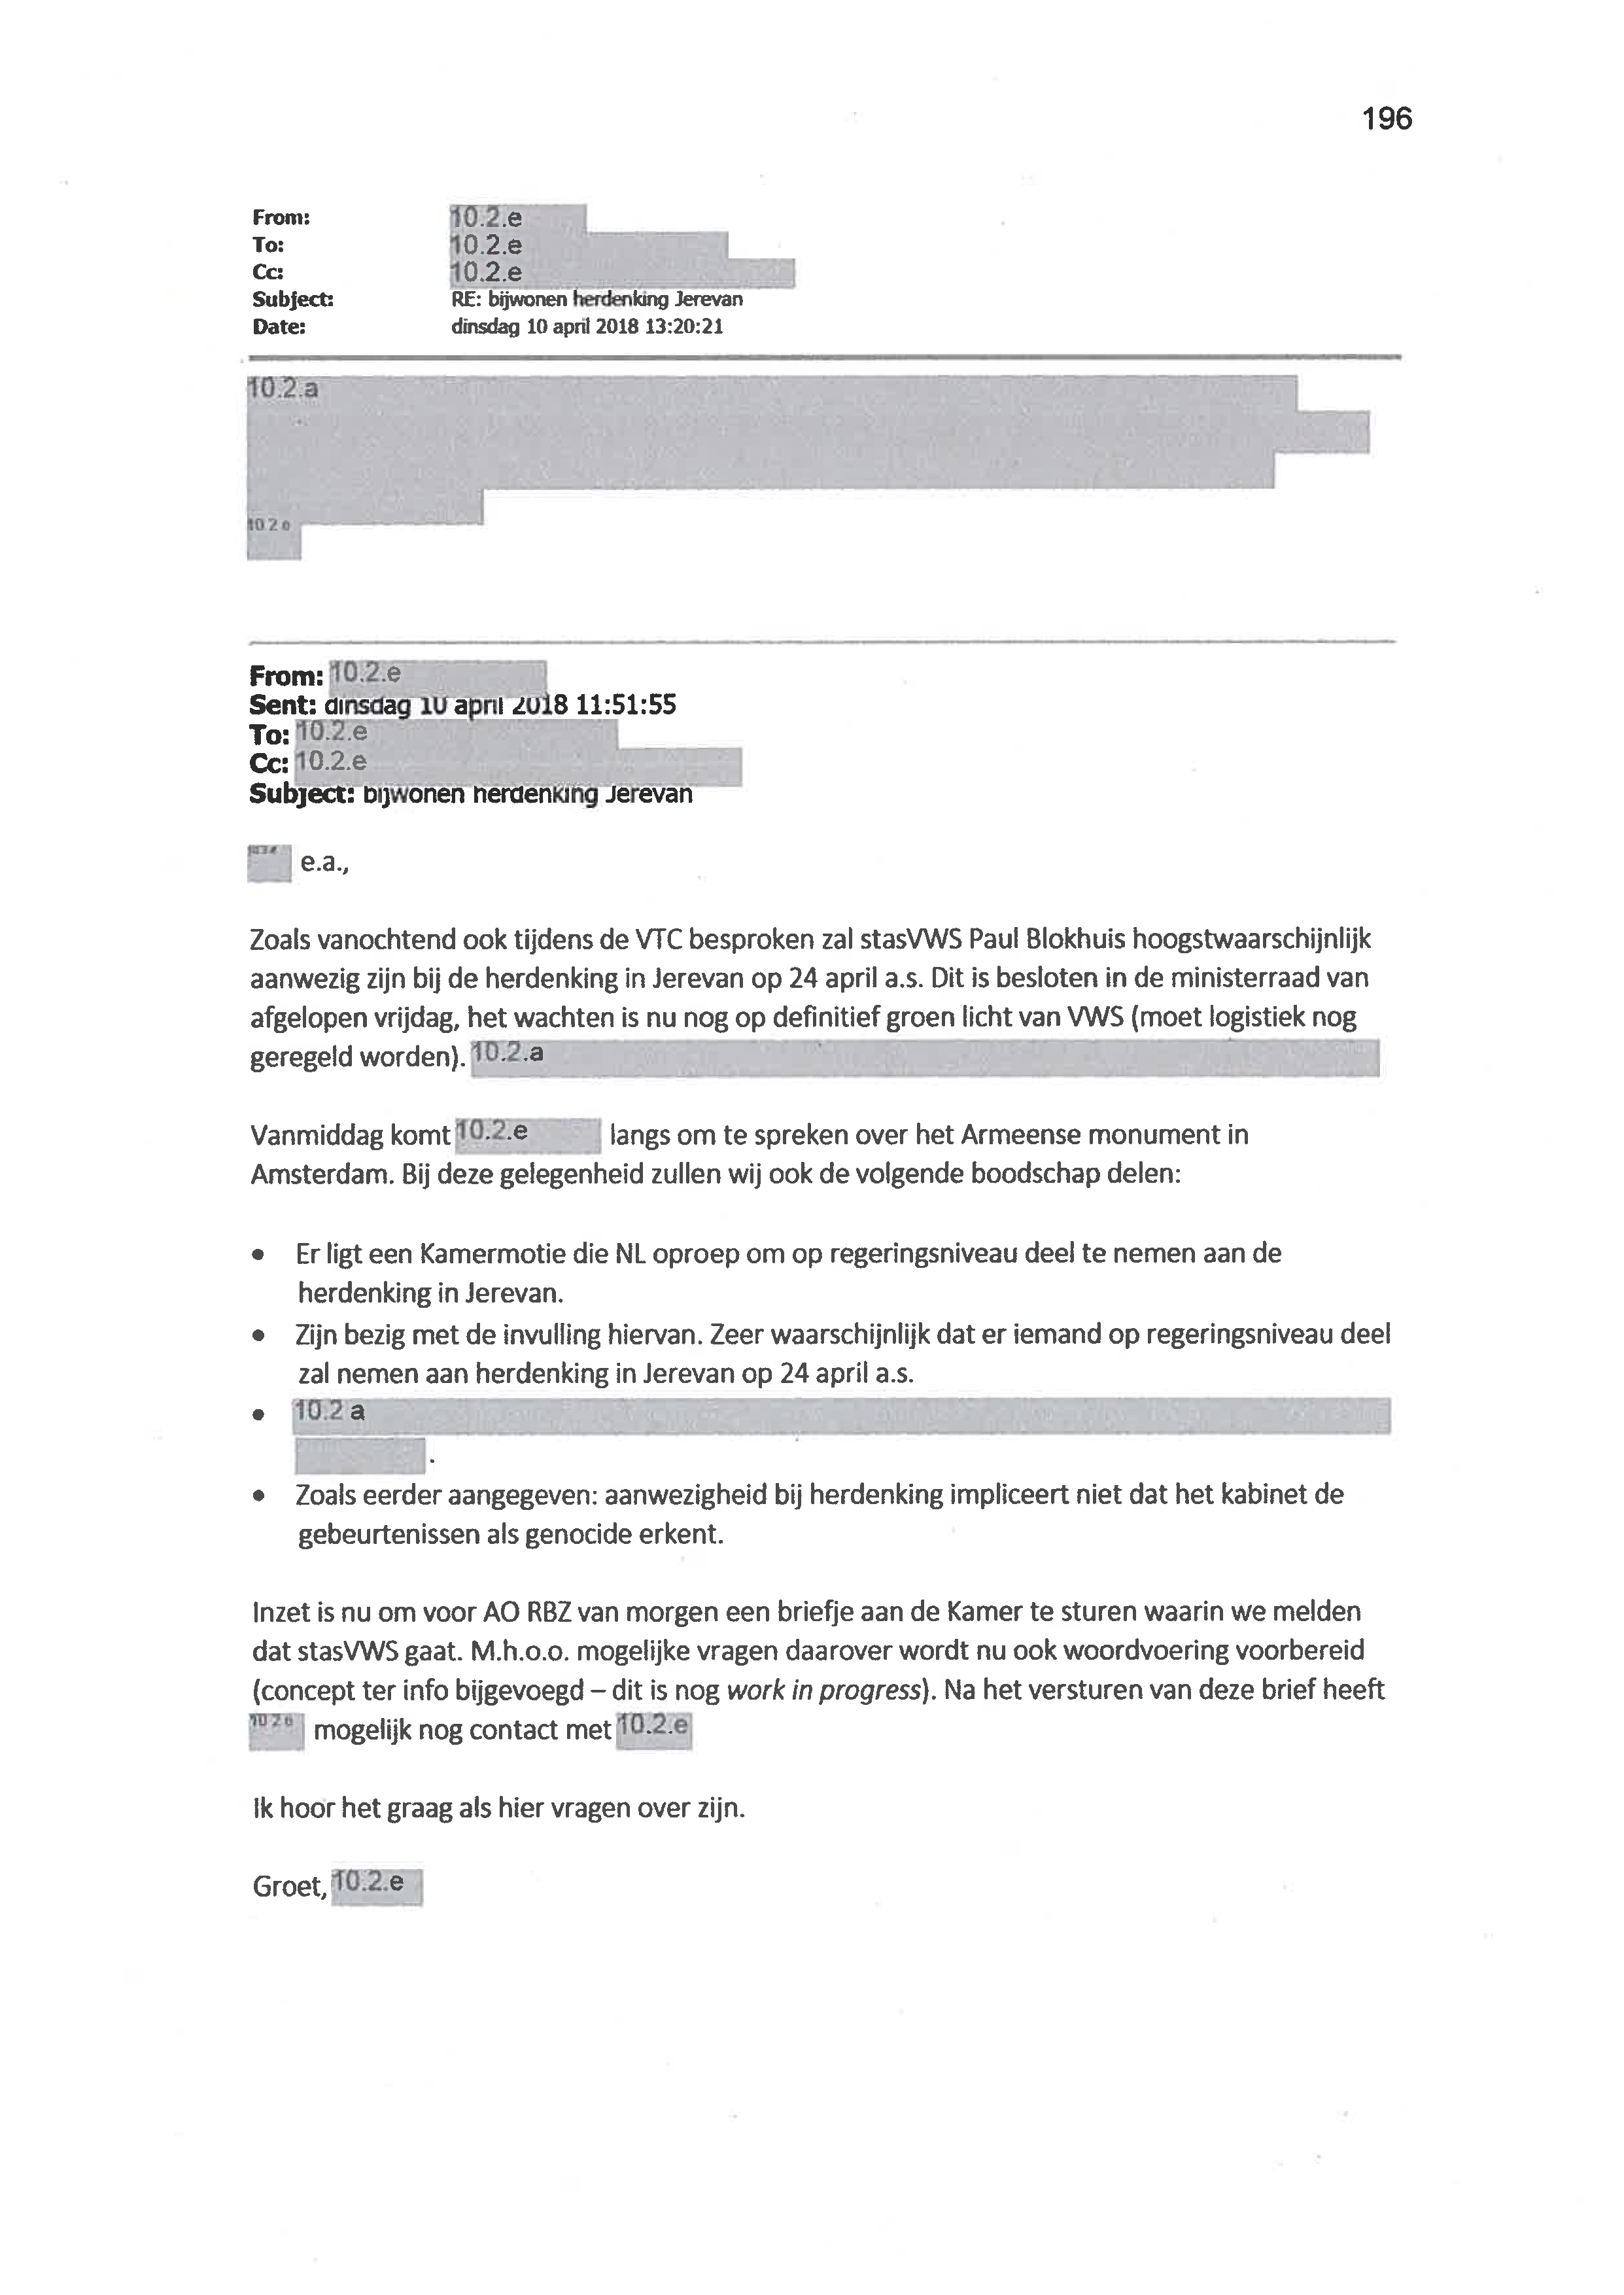 196
From: 10.2.e
To: 10.2.e
Cc: 10.2.e
Subject: RE: bijwonen herdenking Jerevan
Date: dinsdag 10 april 2018 13:20:21
10.2.a
10 2 e
From: 10.2.e
Sent: dinsdag 10 april 2018 11:51:55
To: 10.2.e
Cc: 10.2.e
Subject: bijwonen herdenking Jerevan
e.a.,
Zoals vanochtend ook tijdens de VTC besproken zal stasVWS Paul Blokhuis hoogstwaarschijnlijk
aanwezig zijn bij de herdenking in Jerevan op 24 april a.s. Dit is besloten in de ministerraad van
afgelopen vrijdag, het wachten is nu nog op definitief groen licht van VWS (moet logistiek nog
geregeld worden). 10.2.a
Vanmiddag komt 10.2.e langs om te spreken over het Armeense monument in
Amsterdam. Bij deze gelegenheid zullen wij ook de volgende boodschap delen:
• Er ligt een Kamermotie die NL oproep om op regeringsniveau deel te nemen aan de
herdenking in Jerevan.
• Zijn bezig met de invulling hiervan. Zeer waarschijnlijk dat er iemand op regeringsniveau deel
zal nemen aan herdenking in Jerevan op 24 april a.s.
• 10.2 a
.
• Zoals eerder aangegeven: aanwezigheid bij herdenking impliceert niet dat het kabinet de
gebeurtenissen als genocide erkent.
Inzet is nu om voor AO RBZ van morgen een briefje aan de Kamer te sturen waarin we melden
dat stasVWS gaat. M.h.o.o. mogelijke vragen daarover wordt nu ook woordvoering voorbereid
(concept ter info bijgevoegd – dit is nog work in progress). Na het versturen van deze brief heeft
10 2 e mogelijk nog contact met 10.2.e
Ik hoor het graag als hier vragen over zijn.
Groet, 10.2.e